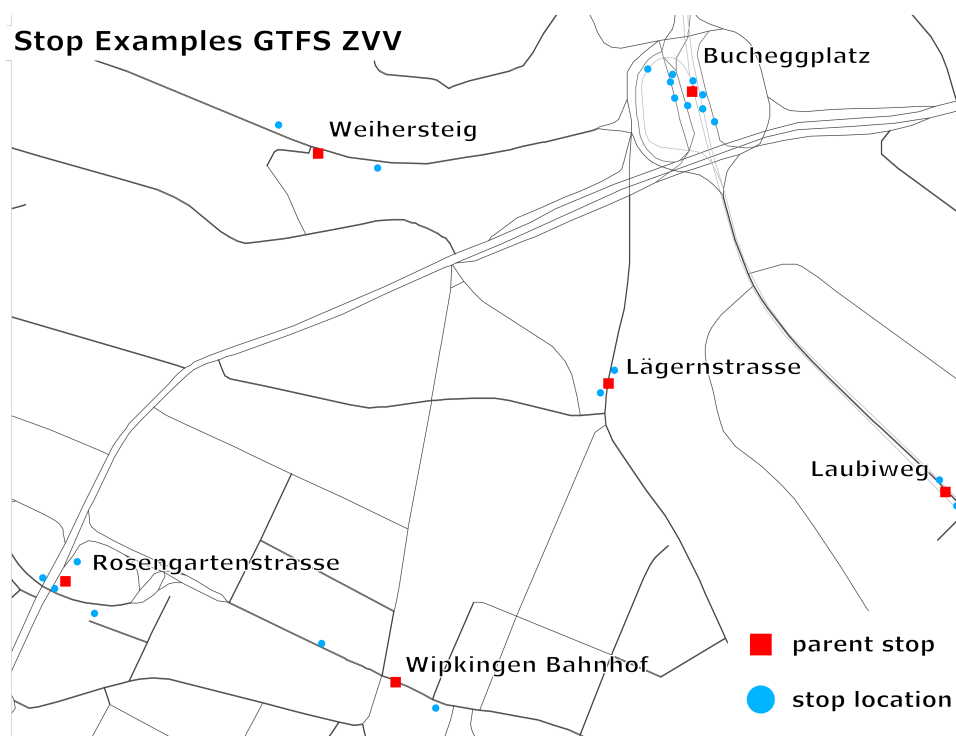 Stop Examples GTFS ZVV
Bucheggplatz
Weihersteig
Lägernstrasse
Laubiweg
Rosengartenstrasse
Wipkingen Bahnhof
parent stop
stop location